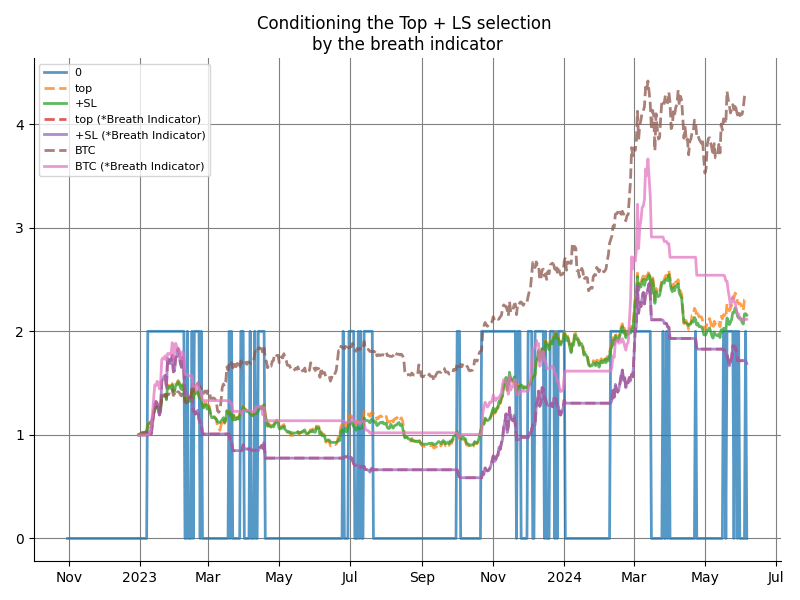 Conditioning the Top + LS selection
by the breath indicator
0
top
+SL
top (*Breath Indicator)
+SL (*Breath Indicator)
BTC
BTC (*Breath Indicator)
4
3
2
1
0
Nov 2023 Mar May Jul Sep Nov 2024 Mar May Jul